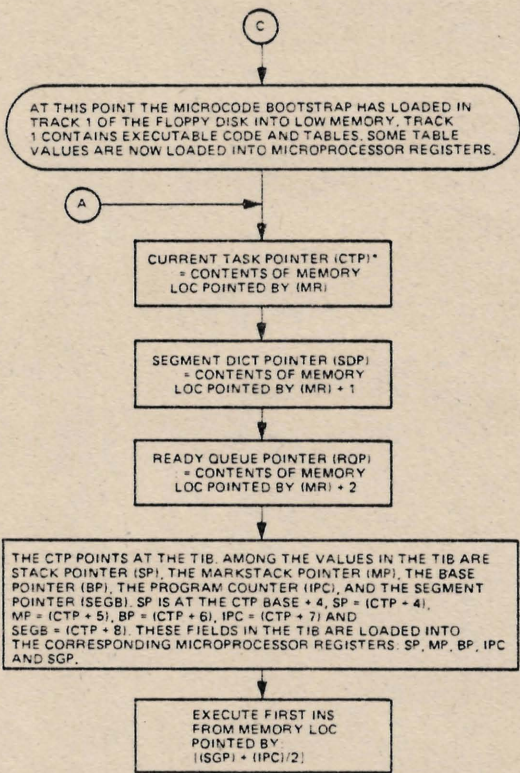 C
AT THIS POINT THE MICROCODE BOOTSTRAP HAS LOADED IN
TRACK 1 OF THE FLOPPY DISK INTO LOW MEMORY, TRACK
1 CONTAINS EXECUTABLE CODE AND TABLES. SOME TABLE
VALUES ARE NOW LOADED INTO MICROPROCESSOR REGISTERS.
A
CURRENT TASK POINTER (CTP)*
= CONTENTS OF MEMORY
LOC POINTED BY (MR)
SEGMENT DICT POINTER (SDP)
= CONTENTS OF MEMORY
LOC POINTED BY (MR) + 1
READY QUEUE POINTER (RQP)
= CONTENTS OF MEMORY
LOC POINTED BY (MR) + 2
THE CTP POINTS AT THE TIB. AMONG THE VALUES IN THE TIB ARE
STACK POINTER (SP), THE MARKSTACK POINTER (MP), THE BASE
POINTER (BP), THE PROGRAM COUNTER (IPC), AND THE SEGMENT
POINTER (SEGB). SP IS AT THE CTP BASE + 4, SP = (CTP + 4),
MP = (CTP + 5), BP = (CTP + 6), IPC = (CTP + 7) AND
SEGB = (CTP + 8). THESE FIELDS IN THE TIB ARE LOADED INTO
THE CORRESPONDING MICROPROCESSOR REGISTERS: SP, MP, BP, IPC
AND SGP.
EXECUTE FIRST INS
FROM MEMORY LOC
POINTED BY:
[(SGP) + (IPC)/2]